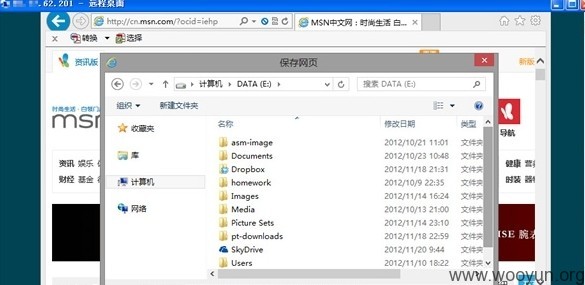 .62.201 - 远程桌面
http://cn.msn.com/?ocid=iehp
MSN中文网：时尚生活 白...
× 转换 选择
资讯版
新版
保存网页
计算机 DATA (E:)
搜索 DATA (E:)
组织 新建文件夹
时尚生活·白领门
msn
导航
收藏夹
库
计算机
网络
名称 修改日期 类型
asm-image 2012/10/21 11:01 文件夹
Documents 2012/10/23 10:48 文件夹
Dropbox 2012/11/18 21:31 文件夹
homework 2012/10/9 22:35 文件夹
Images 2012/11/14 16:24 文件夹
Media 2012/10/13 21:00 文件夹
Picture Sets 2012/11/14 23:10 文件夹
pt-downloads 2012/11/18 22:59 文件夹
SkyDrive 2012/11/20 9:44 文件夹
Users 2012/11/10 18:22 文件夹
资讯 娱乐
财经 基金
健康
时装
ISE 腕表
www.wooyun.org